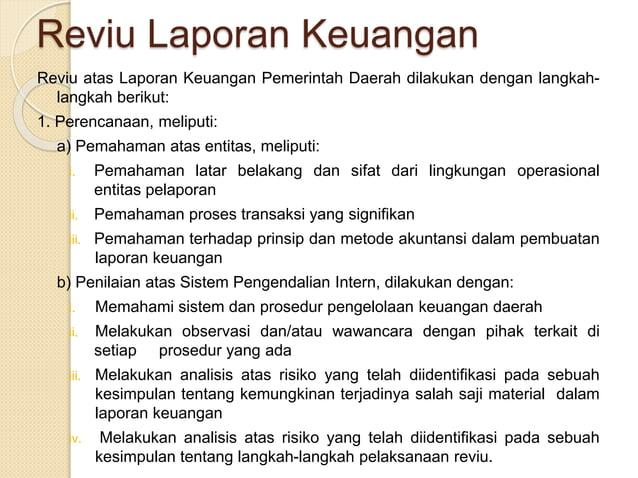 Reviu Laporan Keuangan
Reviu atas Laporan Keuangan Pemerintah Daerah dilakukan dengan langkah-
langkah berikut:
1. Perencanaan, meliputi:
a) Pemahaman atas entitas, meliputi:
i. Pemahaman latar belakang dan sifat dari lingkungan operasional
entitas pelaporan
ii. Pemahaman proses transaksi yang signifikan
iii. Pemahaman terhadap prinsip dan metode akuntansi dalam pembuatan
laporan keuangan
b) Penilaian atas Sistem Pengendalian Intern, dilakukan dengan:
i. Memahami sistem dan prosedur pengelolaan keuangan daerah
ii. Melakukan observasi dan/atau wawancara dengan pihak terkait di
setiap prosedur yang ada
iii. Melakukan analisis atas risiko yang telah diidentifikasi pada sebuah
kesimpulan tentang kemungkinan terjadinya salah saji material dalam
laporan keuangan
iv. Melakukan analisis atas risiko yang telah diidentifikasi pada sebuah
kesimpulan tentang langkah-langkah pelaksanaan reviu.